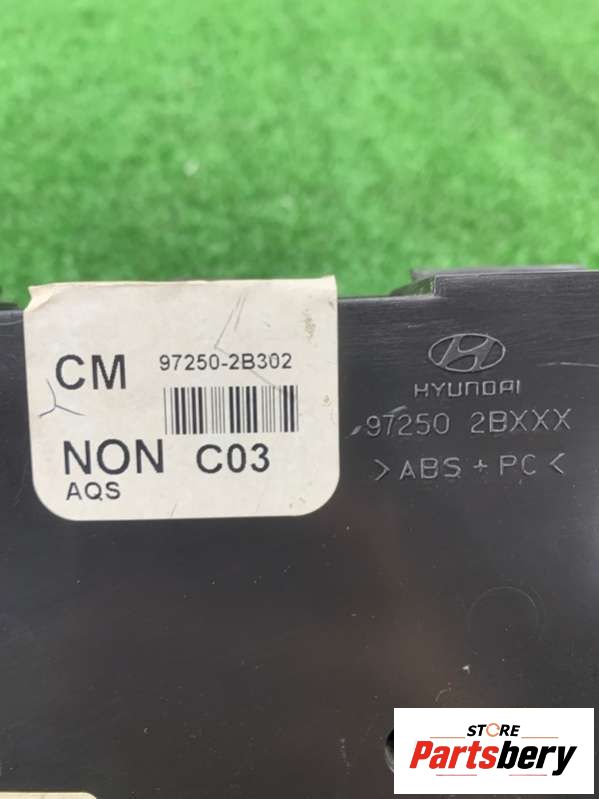 CM 97250-2B302
NON C03
AQS
HYUNDAI
97250 2BXXX
>ABS+PC<
STORE
Partsbery